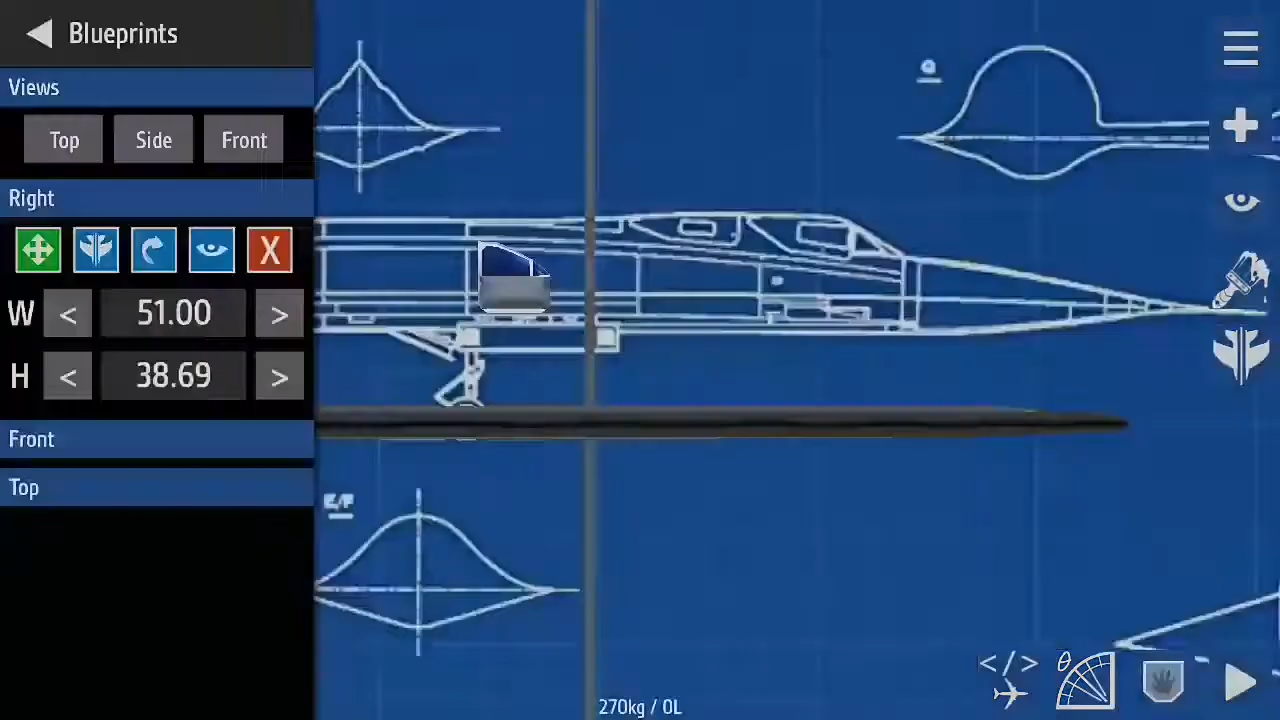 Blueprints
Views
Top
Side
Front
Right
X
W
<
51.00
>
H
<
38.69
>
Front
Top
E/F
270kg / 0L
</>
θ